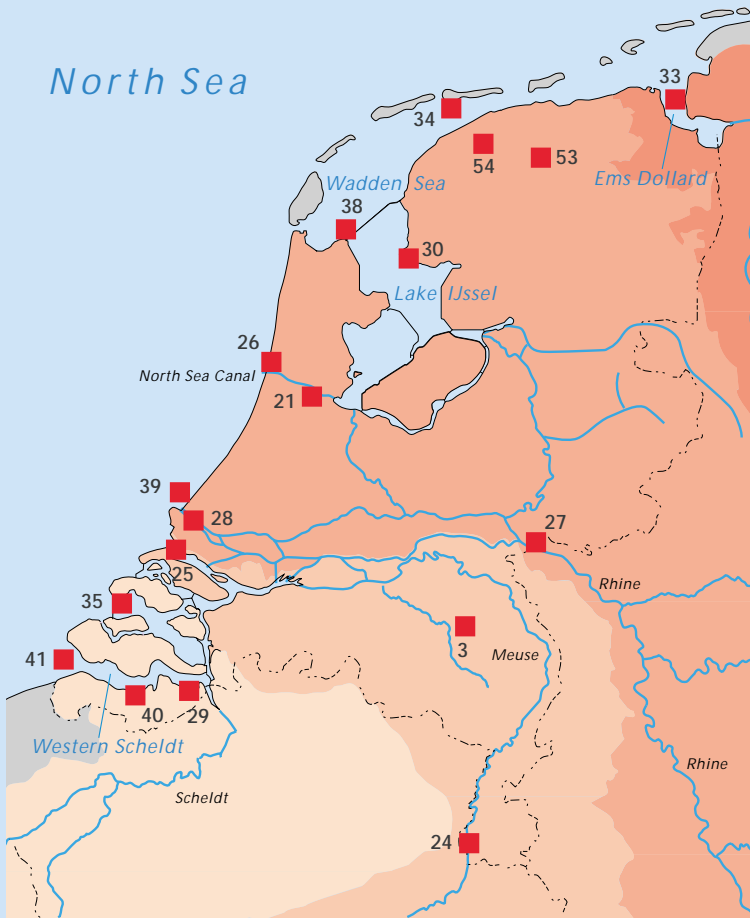 North Sea
33
34
54
53
Ems Dollard
Wadden Sea
38
30
Lake IJssel
26
North Sea Canal
21
39
28
27
25
Rhine
35
3
Meuse
41
40
29
Western Scheldt
Rhine
Scheldt
24